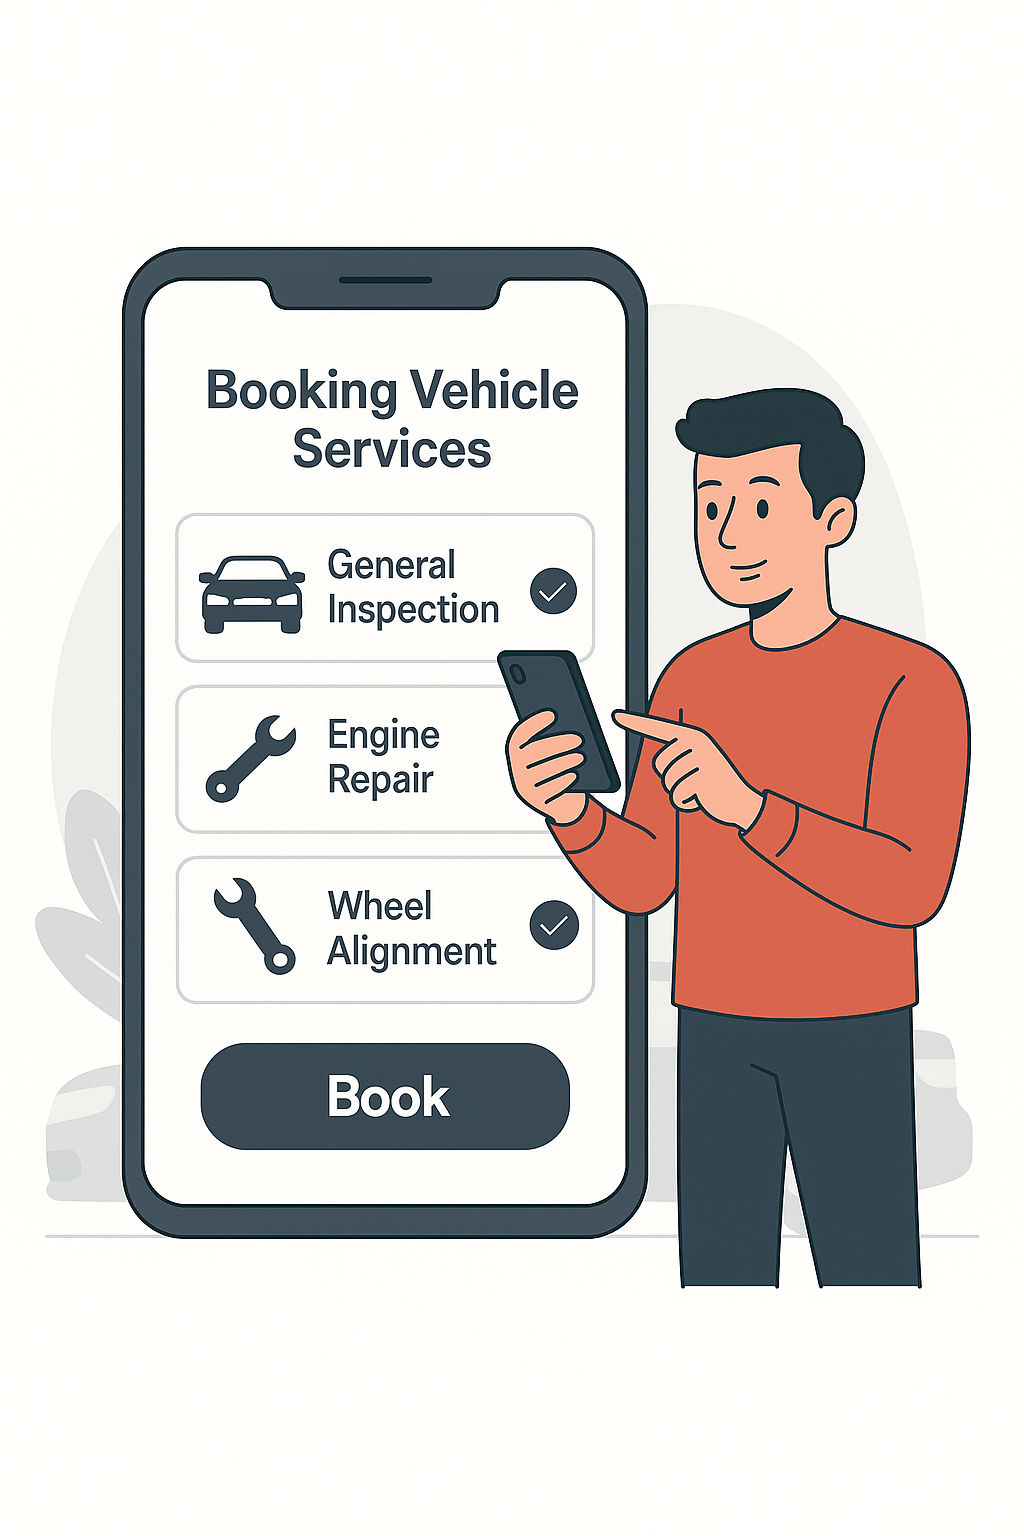 Booking Vehicle
Services
General
Inspection
Engine
Repair
Wheel
Alignment
Book